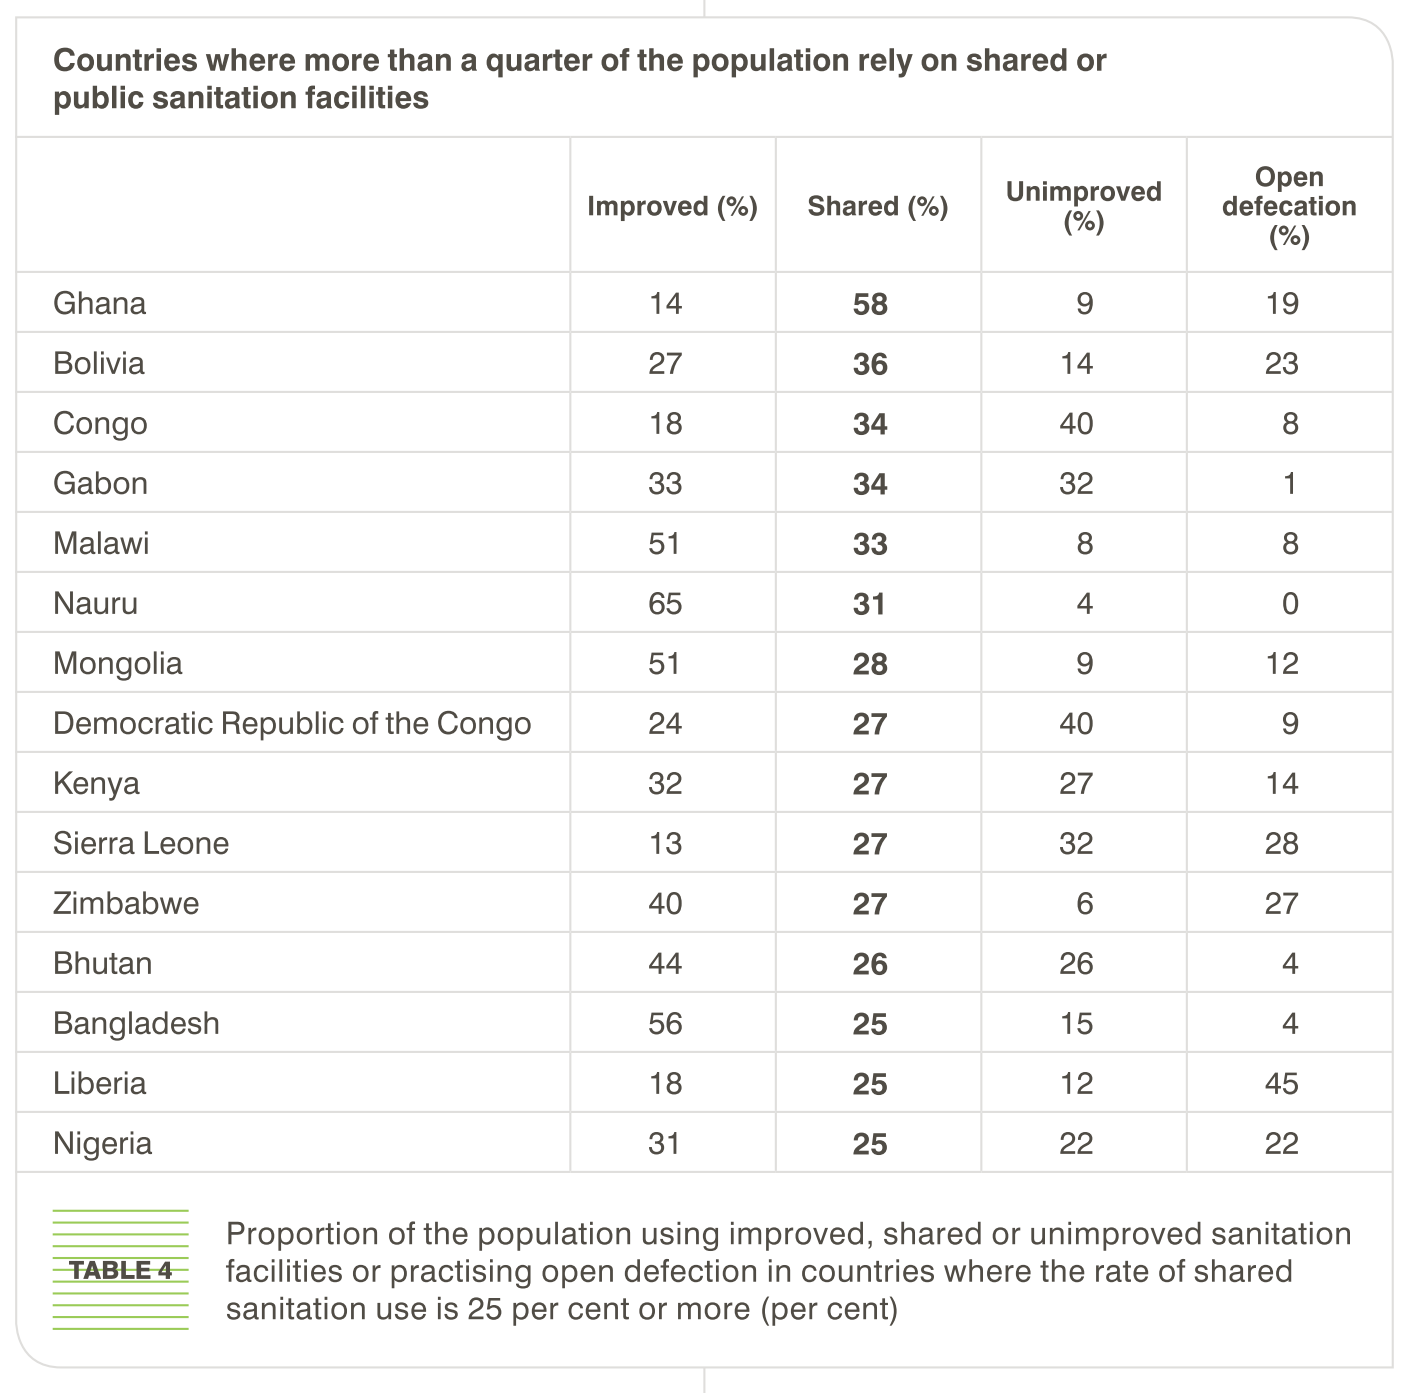 Countries where more than a quarter of the population rely on shared or
public sanitation facilities
Improved (%) Shared (%) Unimproved (%) Open defecation (%)
Ghana 14 58 9 19
Bolivia 27 36 14 23
Congo 18 34 40 8
Gabon 33 34 32 1
Malawi 51 33 8 8
Nauru 65 31 4 0
Mongolia 51 28 9 12
Democratic Republic of the Congo 24 27 40 9
Kenya 32 27 27 14
Sierra Leone 13 27 32 28
Zimbabwe 40 27 6 27
Bhutan 44 26 26 4
Bangladesh 56 25 15 4
Liberia 18 25 12 45
Nigeria 31 25 22 22
TABLE 4
Proportion of the population using improved, shared or unimproved sanitation
facilities or practising open defection in countries where the rate of shared
sanitation use is 25 per cent or more (per cent)